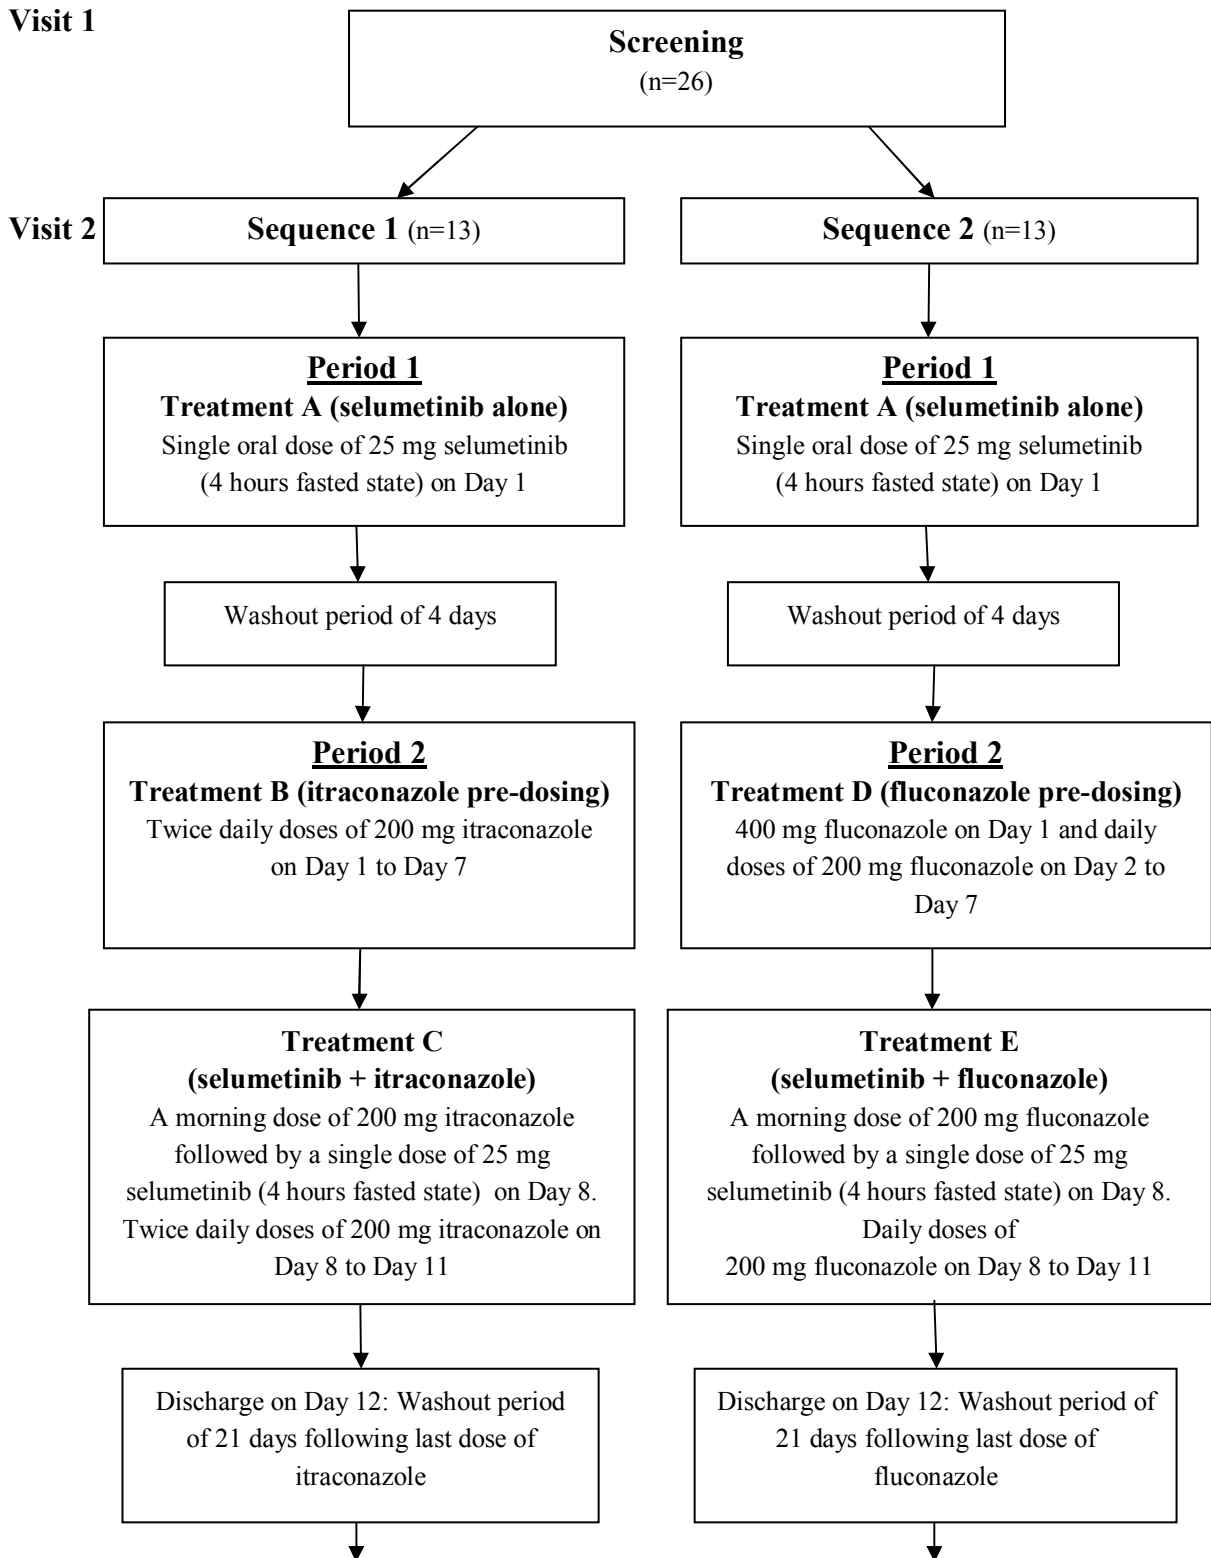 Visit 1
Screening
(n=26)
Visit 2
Sequence 1 (n=13)
Sequence 2 (n=13)
Period 1
Treatment A (selumetinib alone)
Single oral dose of 25 mg selumetinib
(4 hours fasted state) on Day 1
Period 1
Treatment A (selumetinib alone)
Single oral dose of 25 mg selumetinib
(4 hours fasted state) on Day 1
Washout period of 4 days
Washout period of 4 days
Period 2
Treatment B (itraconazole pre-dosing)
Twice daily doses of 200 mg itraconazole
on Day 1 to Day 7
Period 2
Treatment D (fluconazole pre-dosing)
400 mg fluconazole on Day 1 and daily
doses of 200 mg fluconazole on Day 2 to
Day 7
Treatment C
(selumetinib + itraconazole)
A morning dose of 200 mg itraconazole
followed by a single dose of 25 mg
selumetinib (4 hours fasted state) on Day 8.
Twice daily doses of 200 mg itraconazole on
Day 8 to Day 11
Treatment E
(selumetinib + fluconazole)
A morning dose of 200 mg fluconazole
followed by a single dose of 25 mg
selumetinib (4 hours fasted state) on Day 8.
Daily doses of
200 mg fluconazole on Day 8 to Day 11
Discharge on Day 12: Washout period
of 21 days following last dose of
itraconazole
Discharge on Day 12: Washout period of
21 days following last dose of
fluconazole